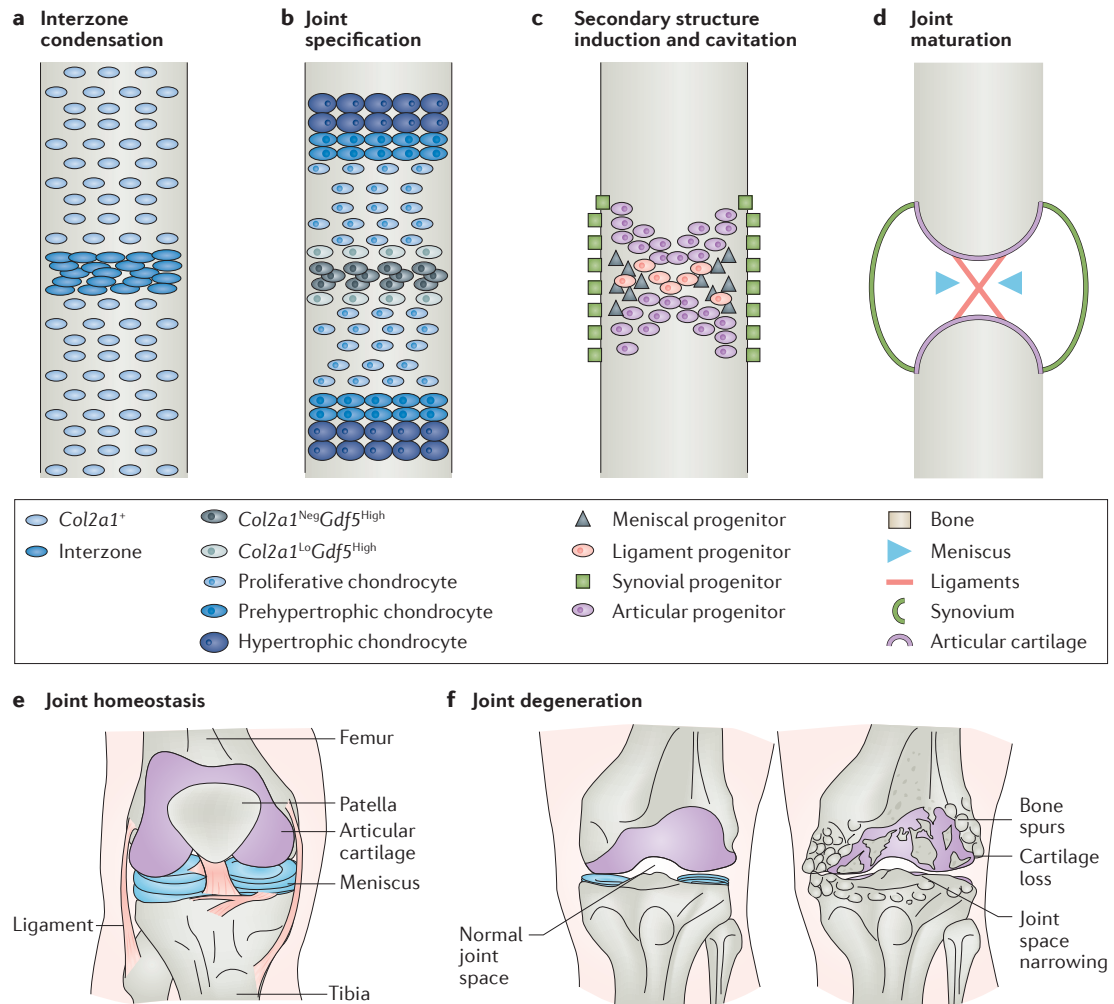 a Interzone
condensation
b Joint
specification
c Secondary structure
induction and cavitation
d Joint
maturation
Col2a1⁺
Interzone
Col2a1ᴺᵉᵍGdf5ᴴⁱᵍʰ
Col2a1ᴸᵒGdf5ᴴⁱᵍʰ
Proliferative chondrocyte
Prehypertrophic chondrocyte
Hypertrophic chondrocyte
Meniscal progenitor
Ligament progenitor
Synovial progenitor
Articular progenitor
Bone
Meniscus
Ligaments
Synovium
Articular cartilage
e Joint homeostasis
Femur
Patella
Articular
cartilage
Meniscus
Ligament
Tibia
f Joint degeneration
Normal
joint
space
Bone
spurs
Cartilage
loss
Joint
space
narrowing